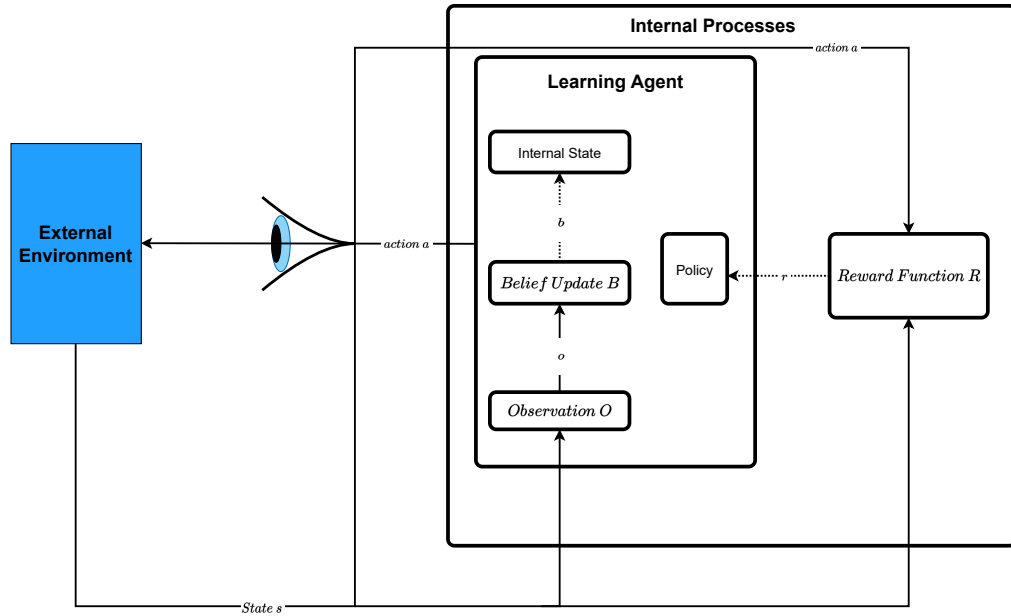 Internal Processes
action a
Learning Agent
Internal State
b
External
Environment
action a
Policy
r
Belief Update B
Reward Function R
o
Observation O
State s